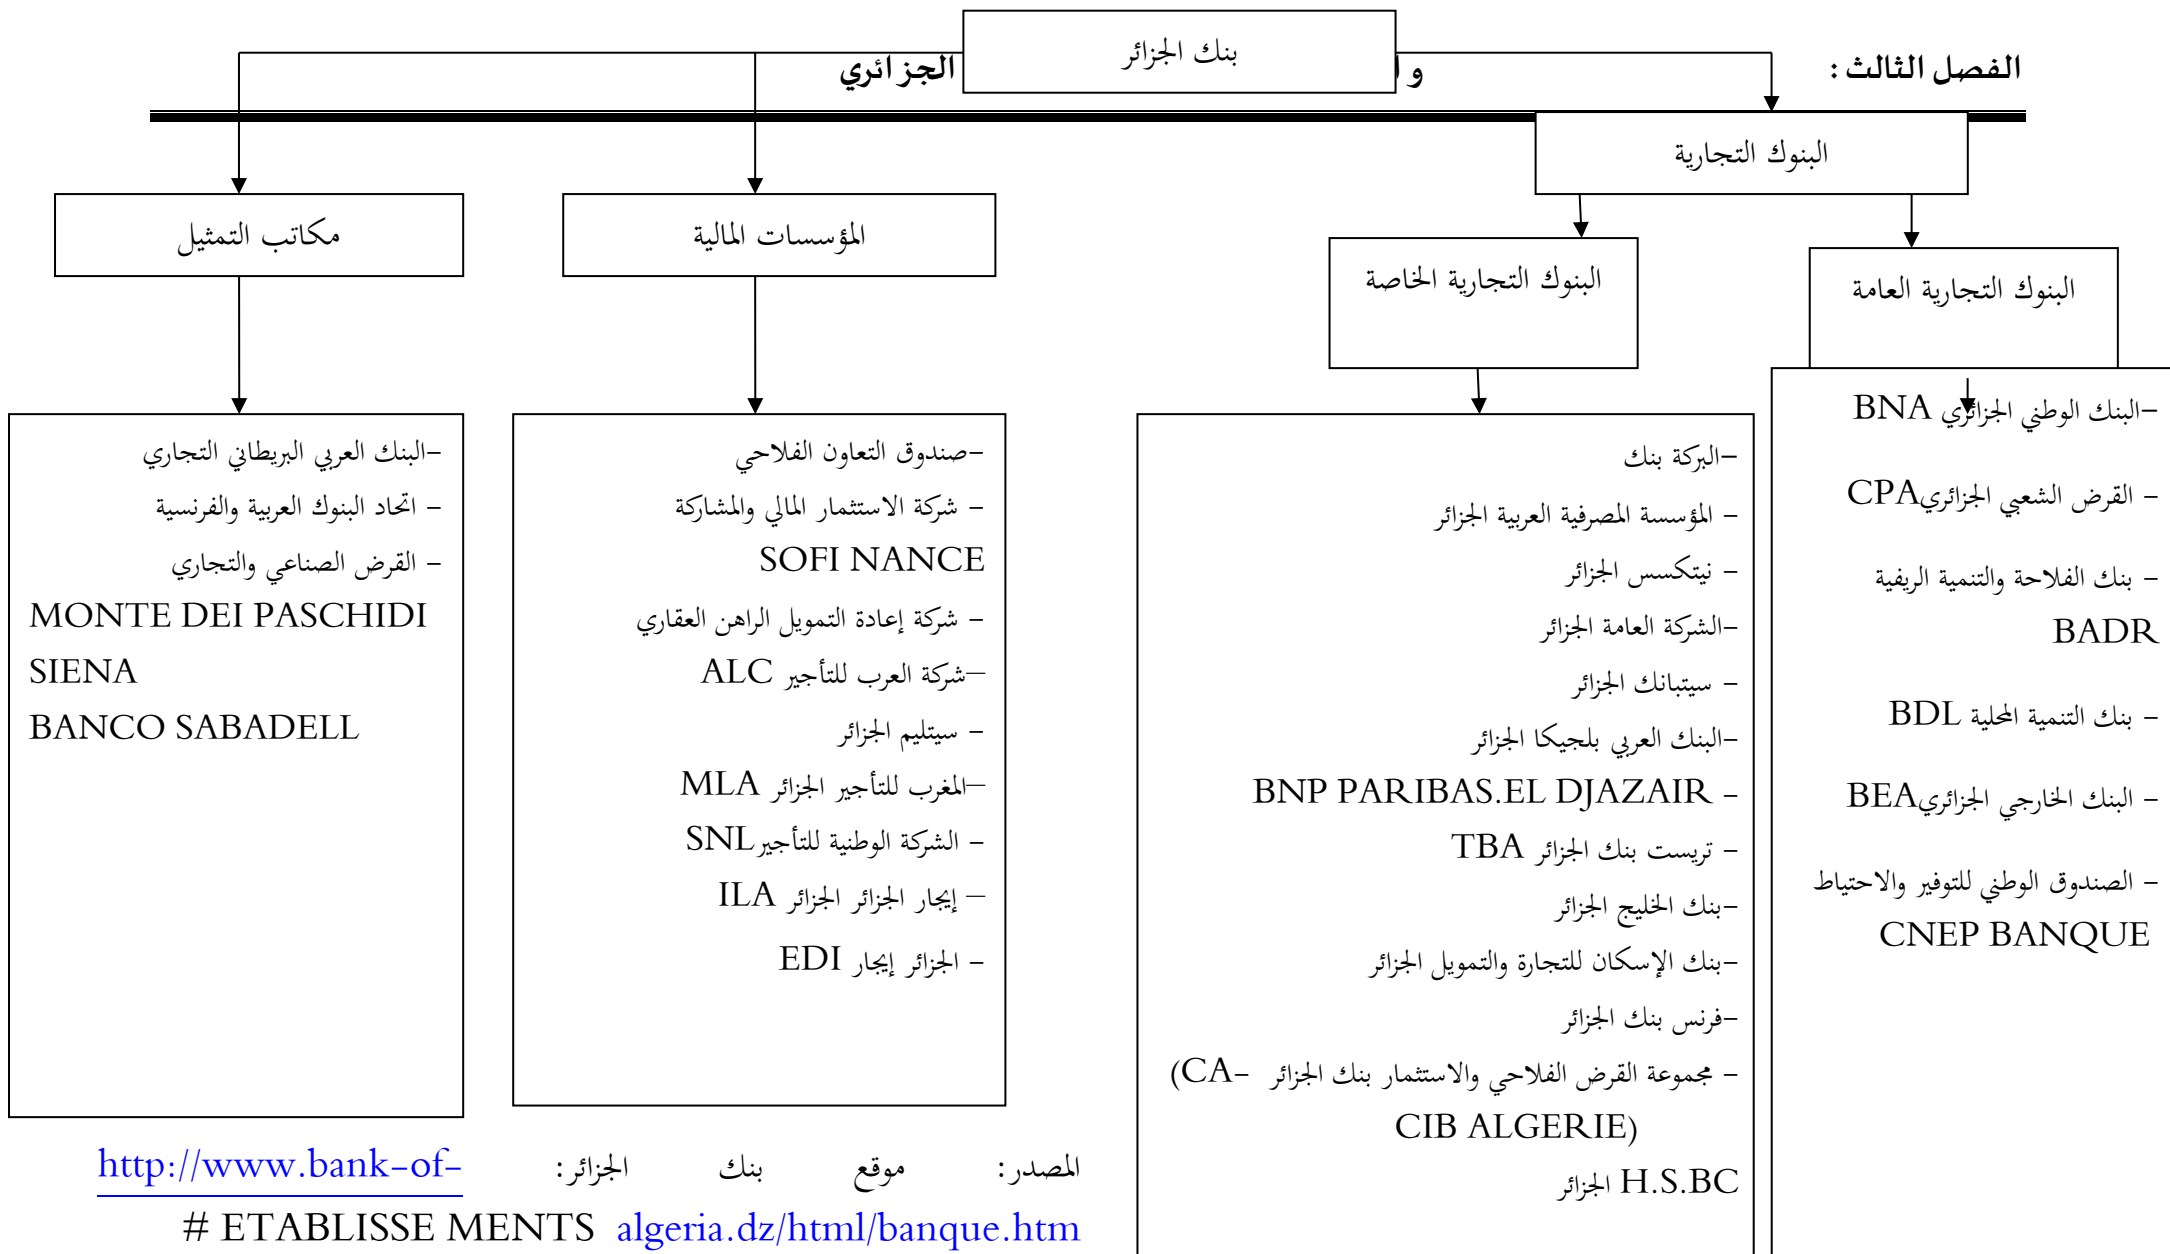 بنك الجزائر
الفصل الثالث :
و
الجزائري
البنوك التجارية
البنوك التجارية العامة
البنوك التجارية الخاصة
المؤسسات المالية
مكاتب التمثيل
-البنك الوطني الجزائري BNA
- القرض الشعبي الجزائريCPA
- بنك الفلاحة والتنمية الريفية
BADR
- بنك التنمية المحلية BDL
- البنك الخارجي الجزائريBEA
- الصندوق الوطني للتوفير والاحتياط
CNEP BANQUE
-البركة بنك
- المؤسسة المصرفية العربية الجزائر
- نيتكسس الجزائر
-الشركة العامة الجزائر
- سيتبانك الجزائر
-البنك العربي بلجيكا الجزائر
BNP PARIBAS.EL DJAZAIR -
- تريست بنك الجزائر TBA
-بنك الخليج الجزائر
-بنك الإسكان للتجارة والتمويل الجزائر
-فرنس بنك الجزائر
- مجموعة القرض الفلاحي والاستثمار بنك الجزائر (CA-
CIB ALGERIE)
H.S.BC الجزائر
-صندوق التعاون الفلاحي
- شركة الاستثمار المالي والمشاركة
SOFI NANCE
- شركة إعادة التمويل الراهن العقاري
-شركة العرب للتأجير ALC
- سيتليم الجزائر
-المغرب للتأجير الجزائر MLA
- الشركة الوطنية للتأجيرSNL
- إيجار الجزائر الجزائر ILA
- الجزائر إيجار EDI
-البنك العربي البريطاني التجاري
- اتحاد البنوك العربية والفرنسية
- القرض الصناعي والتجاري
MONTE DEI PASCHIDI
SIENA
BANCO SABADELL
المصدر: موقع بنك الجزائر: http://www.bank-of-
algeria.dz/html/banque.htm # ETABLISSE MENTS